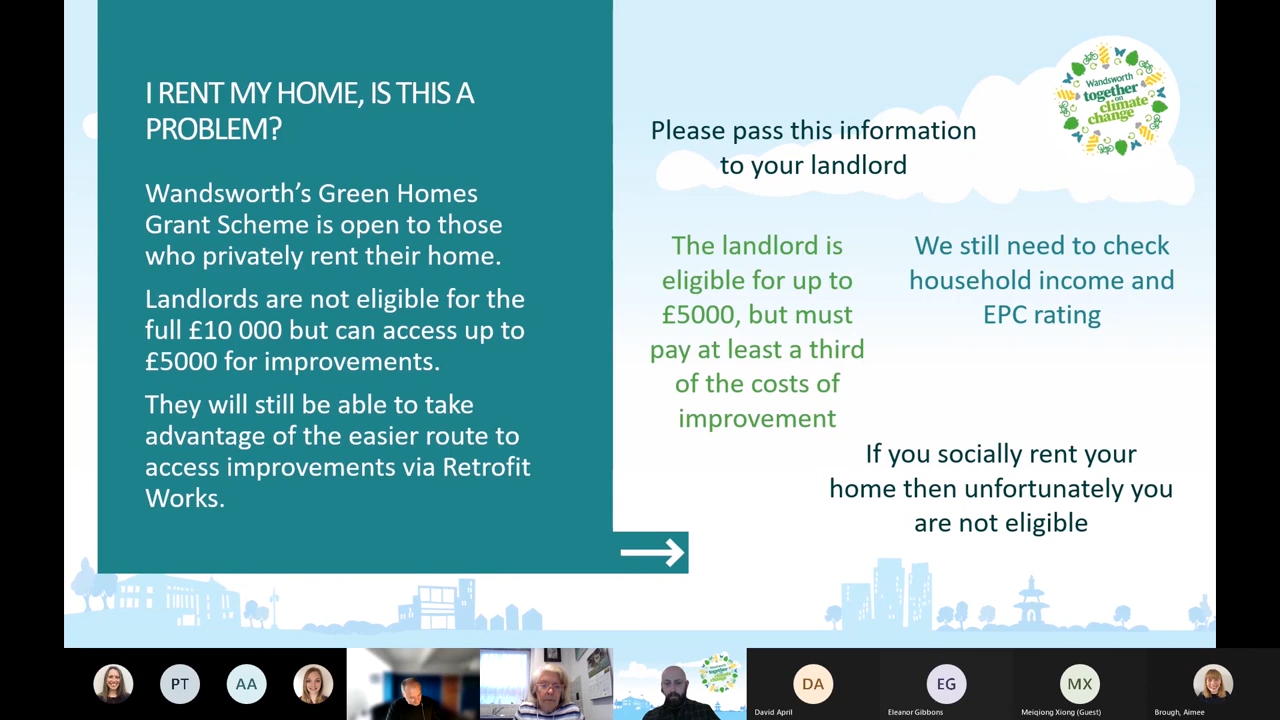 I RENT MY HOME, IS THIS A
PROBLEM?
Wandsworth's Green Homes
Grant Scheme is open to those
who privately rent their home.
Landlords are not eligible for the
full £10 000 but can access up to
£5000 for improvements.
They will still be able to take
advantage of the easier route to
access improvements via Retrofit
Works.
Wandsworth
together
on
climate
change
Please pass this information
to your landlord
The landlord is
eligible for up to
£5000, but must
pay at least a third
of the costs of
improvement
We still need to check
household income and
EPC rating
If you socially rent your
home then unfortunately you
are not eligible
PT
AA
Wandsworth
together
climate
change
DA
David April
EG
Eleanor Gibbons
MX
Meiqiong Xiong (Guest)
Brough, Aimee